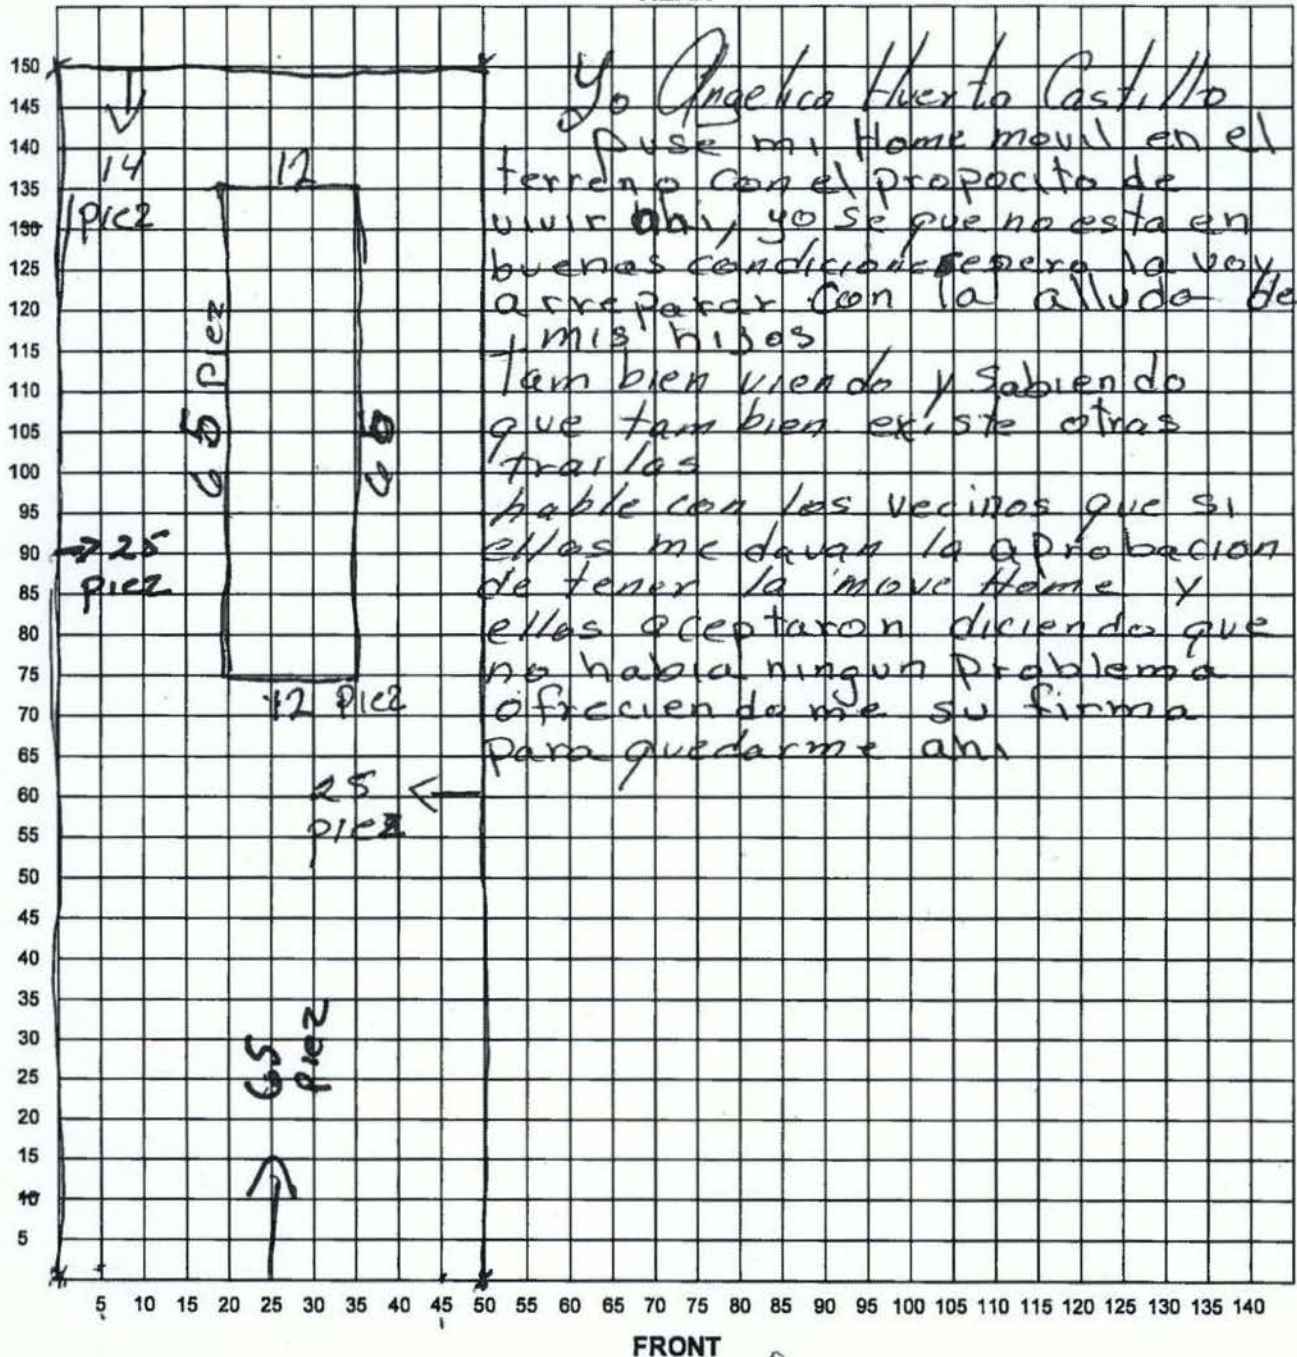 150
145
140
135
130
125
120
115
110
105
100
95
90
85
80
75
70
65
60
55
50
45
40
35
30
25
20
15
10
5
14
piez
12
65 piez
65
25
piez
12 piez
25
piez
65
piez
Yo Angelica Huerta Castillo
puse mi Home movil en el
terreno con el propocito de
vivir ahi, yo se que no esta en
buenas condiciones pero la voy
arreparar con la alluda de
mis hijos
Tam bien viendo y sabiendo
que tam bien existe otras
trailas
hable con los vecinos que si
ellos me davan la aprobacion
de tener la move Home y
ellos aceptaron diciendo que
no habia ningun problema
ofreciendo me su firma
para quedarme ahi
5 10 15 20 25 30 35 40 45 50 55 60 65 70 75 80 85 90 95 100 105 110 115 120 125 130 135 140
FRONT